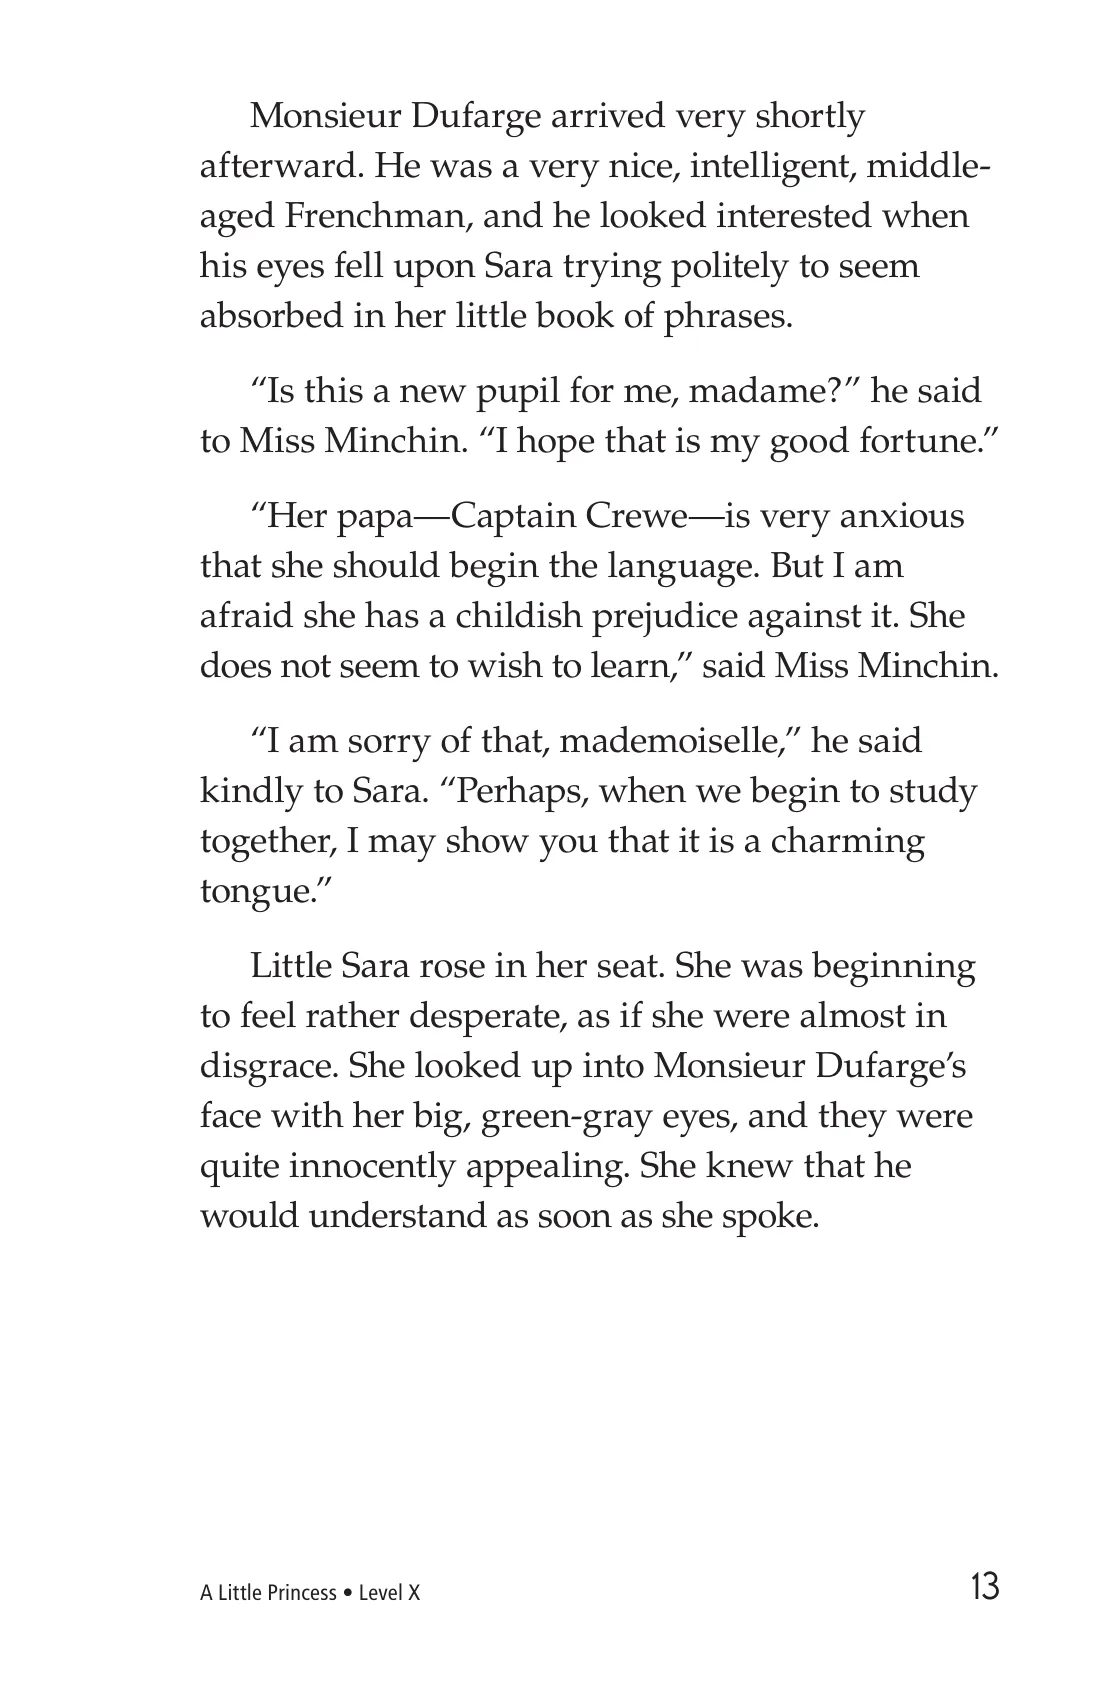 Monsieur Dufarge arrived very shortly
afterward. He was a very nice, intelligent, middle-
aged Frenchman, and he looked interested when
his eyes fell upon Sara trying politely to seem
absorbed in her little book of phrases.
“Is this a new pupil for me, madame?” he said
to Miss Minchin. “I hope that is my good fortune.”
“Her papa—Captain Crewe—is very anxious
that she should begin the language. But I am
afraid she has a childish prejudice against it. She
does not seem to wish to learn,” said Miss Minchin.
“I am sorry of that, mademoiselle,” he said
kindly to Sara. “Perhaps, when we begin to study
together, I may show you that it is a charming
tongue.”
Little Sara rose in her seat. She was beginning
to feel rather desperate, as if she were almost in
disgrace. She looked up into Monsieur Dufarge’s
face with her big, green-gray eyes, and they were
quite innocently appealing. She knew that he
would understand as soon as she spoke.
A Little Princess • Level X
13